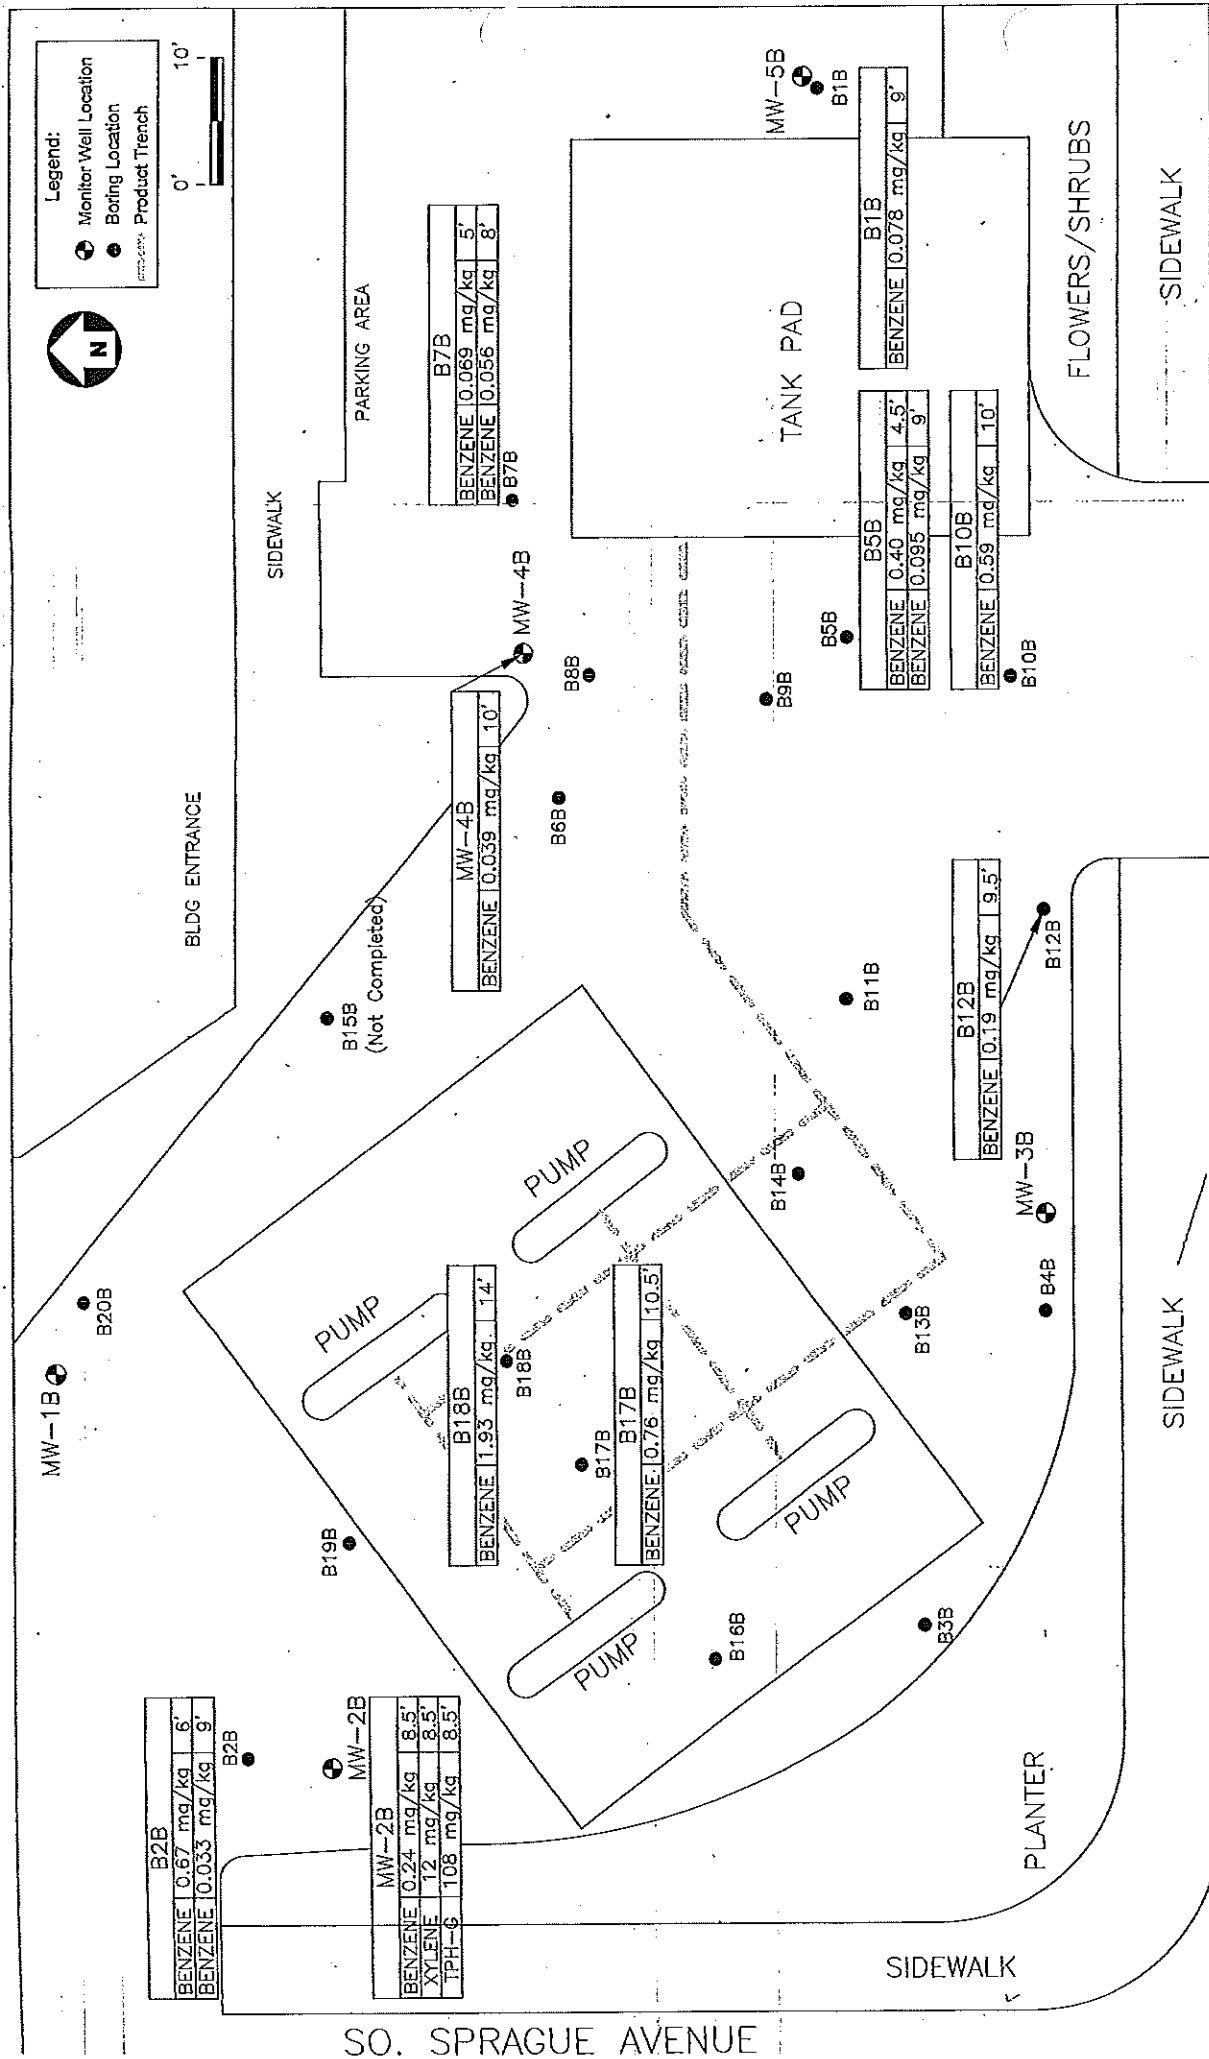 Legend:
Monitor Well Location
Boring Location
Product Trench
0' 10'
N
MW-1B
B20B
BLDG ENTRANCE
SIDEWALK
PARKING AREA
B15B
(Not Completed)
B2B
BENZENE 0.67 mg/kg 6'
BENZENE 0.033 mg/kg 9'
B2B
MW-2B
MW-2B
BENZENE 0.24 mg/kg 8.5'
XYLENE 12 mg/kg 8.5'
TPH-G 108 mg/kg 8.5'
B19B
PUMP
PUMP
PUMP
PUMP
B18B
BENZENE 1.93 mg/kg 14'
B18B
B17B
B17B
BENZENE 0.76 mg/kg 10.5'
MW-4B
BENZENE 0.039 mg/kg 10'
MW-4B
B7B
BENZENE 0.069 mg/kg 5'
BENZENE 0.056 mg/kg 8'
B7B
B6B
B8B
B9B
MW-5B
B1B
B1B
BENZENE 0.078 mg/kg 9'
TANK PAD
B5B
B5B
BENZENE 0.40 mg/kg 4.5'
BENZENE 0.095 mg/kg 9'
B10B
BENZENE 0.59 mg/kg 10'
B10B
B16B
B14B
B11B
B3B
B13B
B4B
MW-3B
B12B
BENZENE 0.19 mg/kg 9.5'
B12B
FLOWERS/SHRUBS
PLANTER
SIDEWALK
SIDEWALK
SIDEWALK
SO. SPRAGUE AVENUE